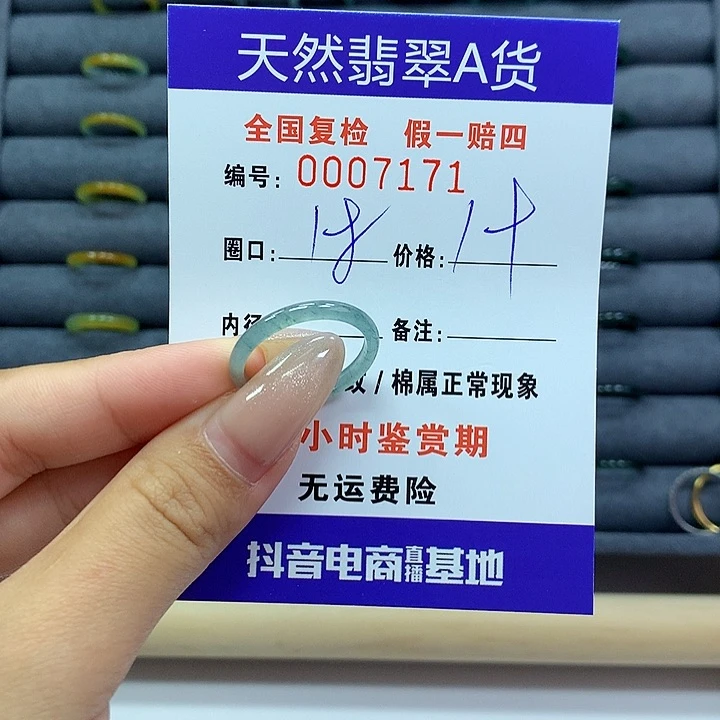 天然翡翠A货
全国复检 假一赔四
编号: 0007171
圈口: 18 价格:
内径 备注:
纹 / 棉属正常现象
小时鉴赏期
无运费险
抖音电商直播基地